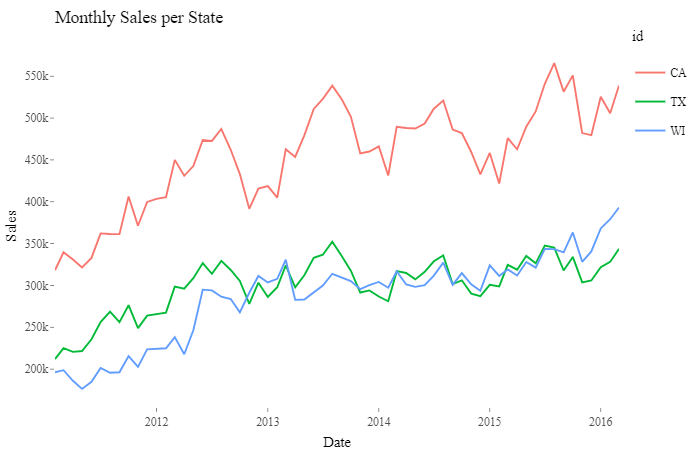 Monthly Sales per State
id
CA
TX
WI
550k
500k
450k
400k
350k
300k
250k
200k
Sales
2012 2013 2014 2015 2016
Date